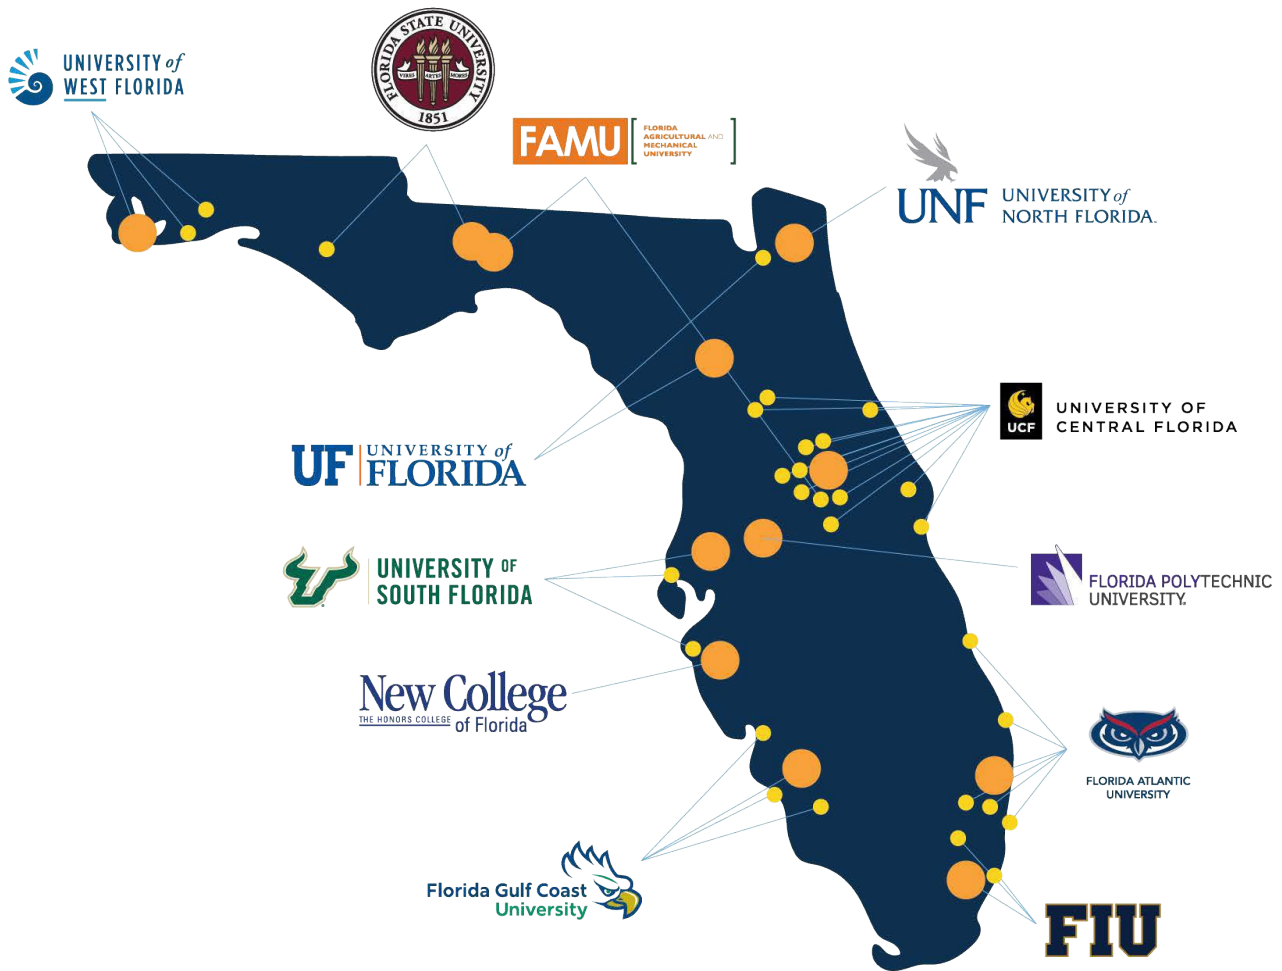 UNIVERSITY of
WEST FLORIDA
FLORIDA STATE UNIVERSITY
VIRES ARTES MORES
1851
FAMU
FLORIDA
AGRICULTURAL AND
MECHANICAL
UNIVERSITY
UNF
UNIVERSITY of
NORTH FLORIDA.
UCF
UNIVERSITY OF
CENTRAL FLORIDA
UF
UNIVERSITY of
FLORIDA
UNIVERSITY OF
SOUTH FLORIDA
FLORIDA POLYTECHNIC
UNIVERSITY.
New College
THE HONORS COLLEGE
of Florida
FLORIDA ATLANTIC
UNIVERSITY
Florida Gulf Coast
University
FIU